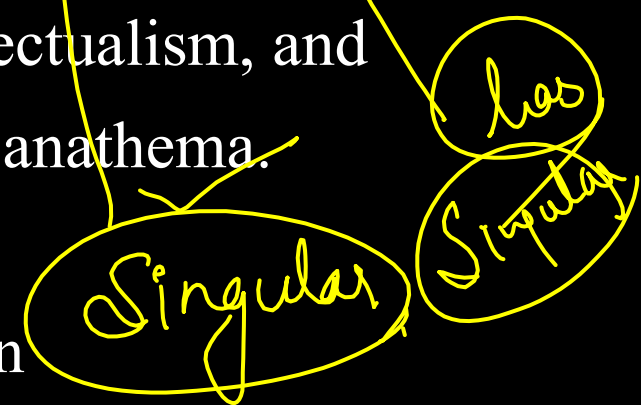 ectualism, and
has
anathema.
Singular
Singular
n